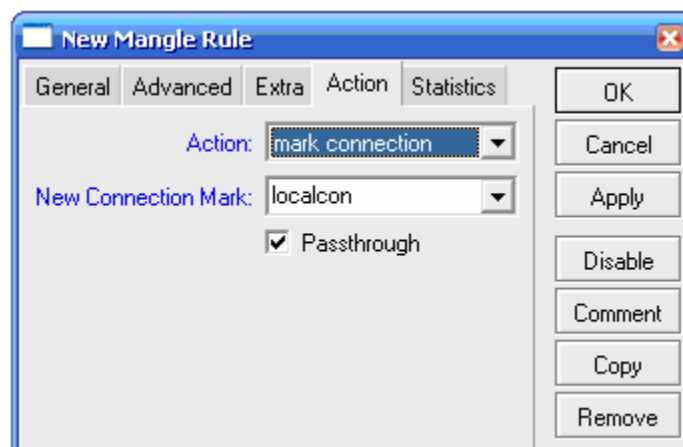 New Mangle Rule
General Advanced Extra Action Statistics
Action: mark connection
New Connection Mark: localcon
Passthrough
OK
Cancel
Apply
Disable
Comment
Copy
Remove